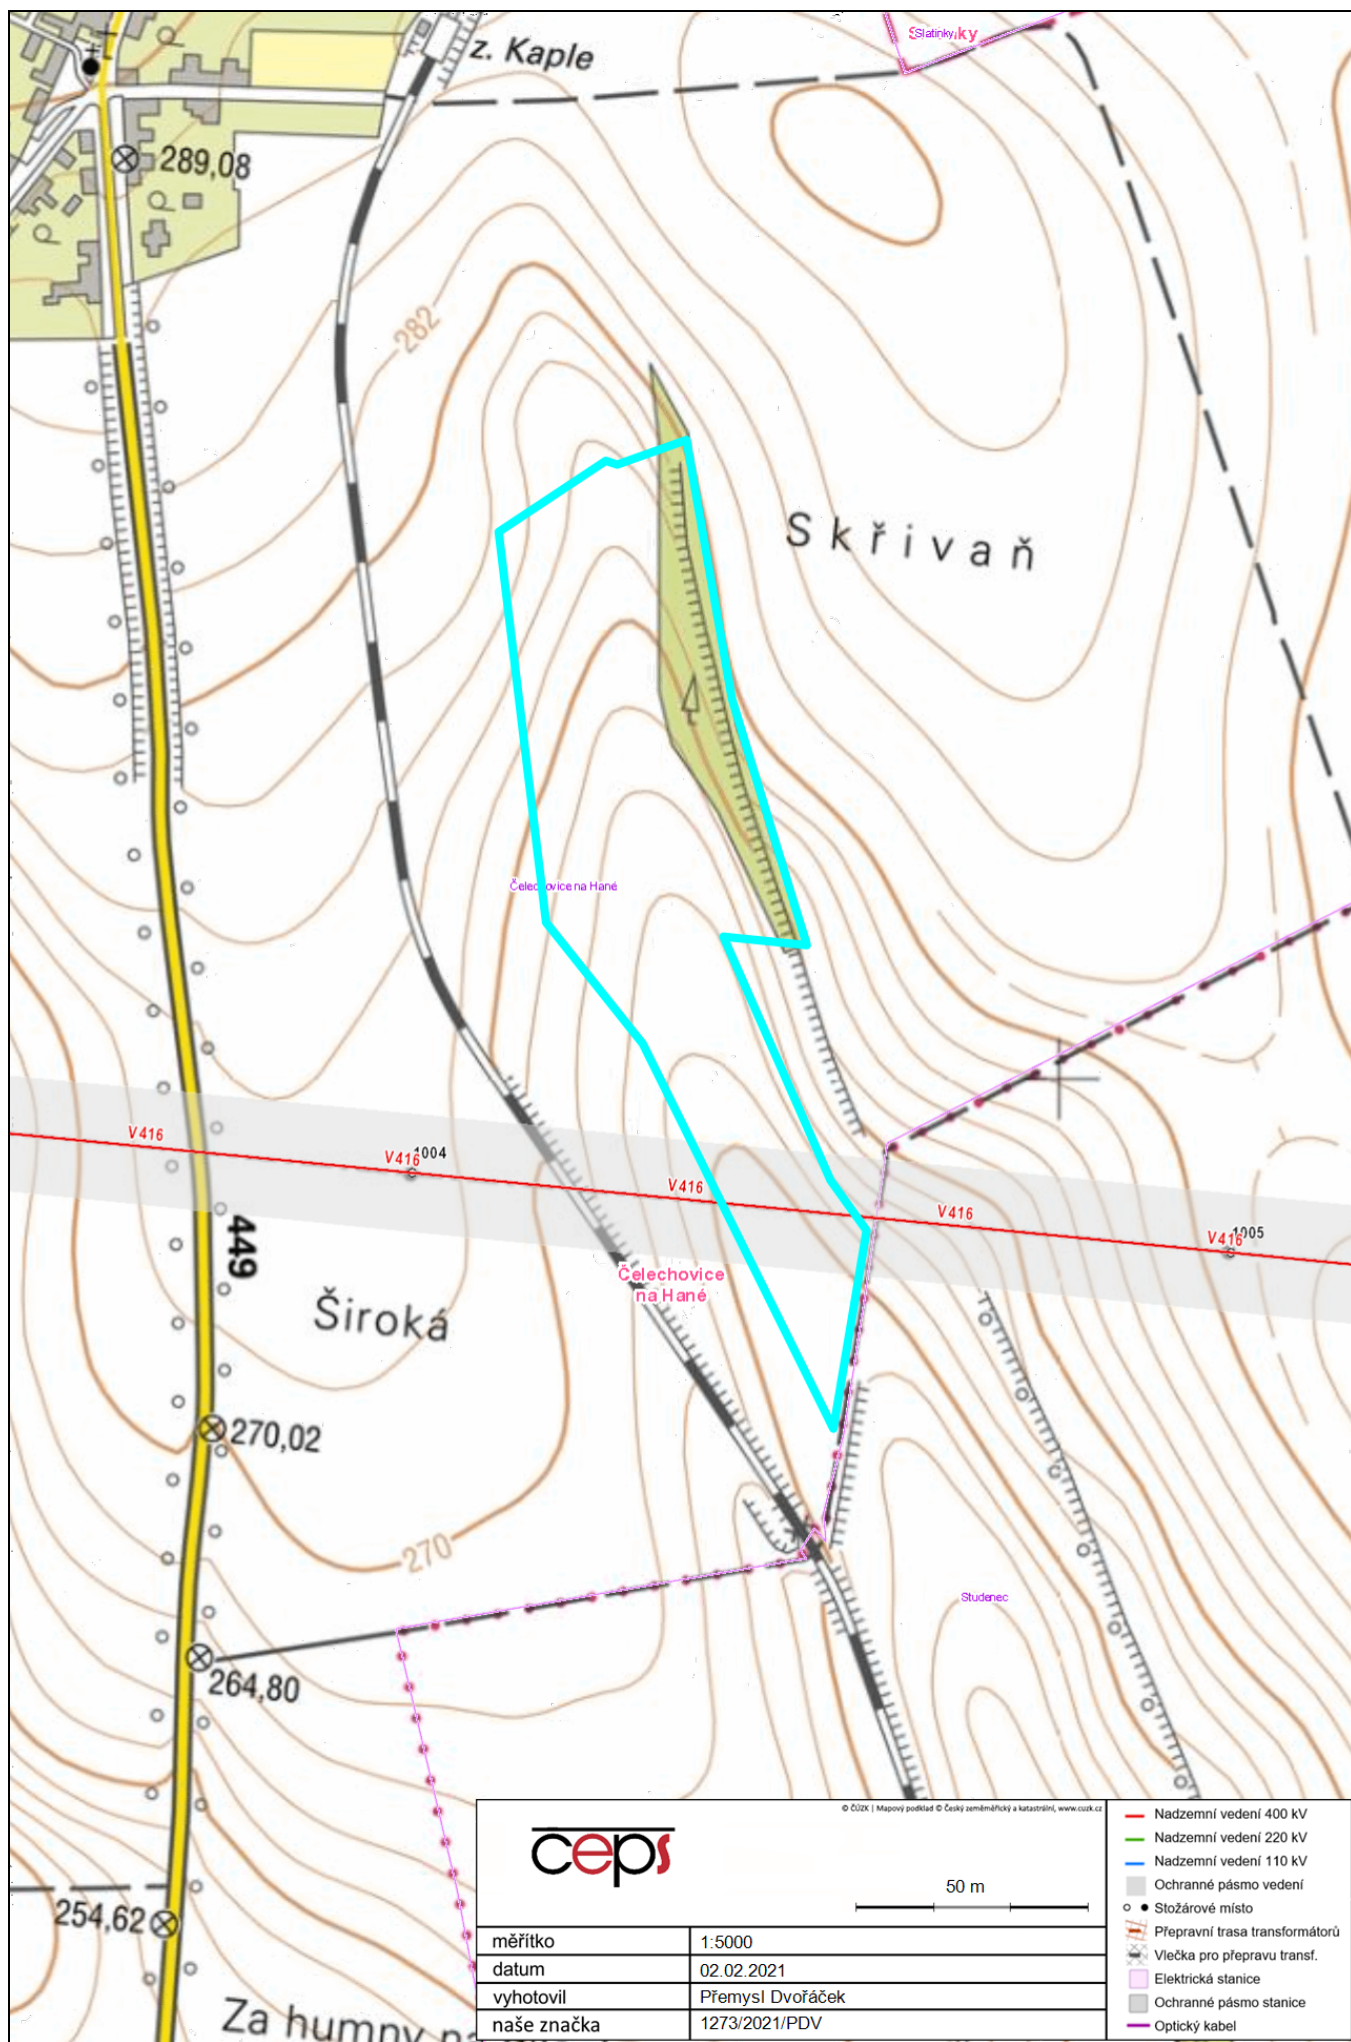 z. Kaple
Slatinky
289,08
282
Skřivaň
Čelechovice na Hané
V416
1004
V416
V416
V416
1005
V416
449
Čelechovice
na Hané
Široká
270,02
270
Studenec
264,80
254,62
Za humny
© ČÚZK | Mapový podklad © Český zeměměřický a katastrální, www.cuzk.cz
čeps
50 m
měřítko 1:5000
datum 02.02.2021
vyhotovil Přemysl Dvořáček
naše značka 1273/2021/PDV
Nadzemní vedení 400 kV
Nadzemní vedení 220 kV
Nadzemní vedení 110 kV
Ochranné pásmo vedení
Stožárové místo
Přepravní trasa transformátorů
Vlečka pro přepravu transf.
Elektrická stanice
Ochranné pásmo stanice
Optický kabel